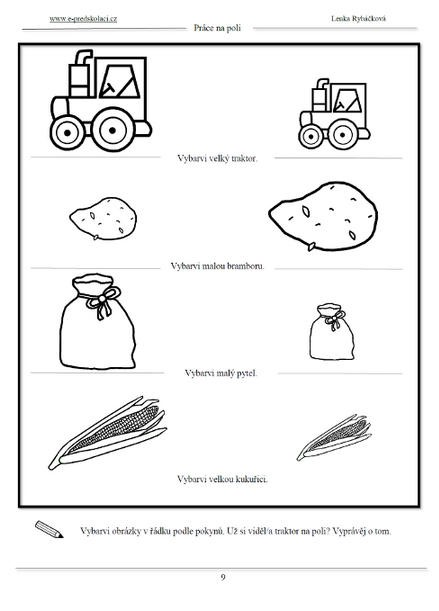 www.e-predskolaci.cz
Lenka Rybáčková
Práce na poli
Vybarvi velký traktor.
Vybarvi malou bramboru.
Vybarvi malý pytel.
Vybarvi velkou kukuřici.
Vybarvi obrázky v řádku podle pokynů. Už si viděl/a traktor na poli? Vyprávěj o tom.
9